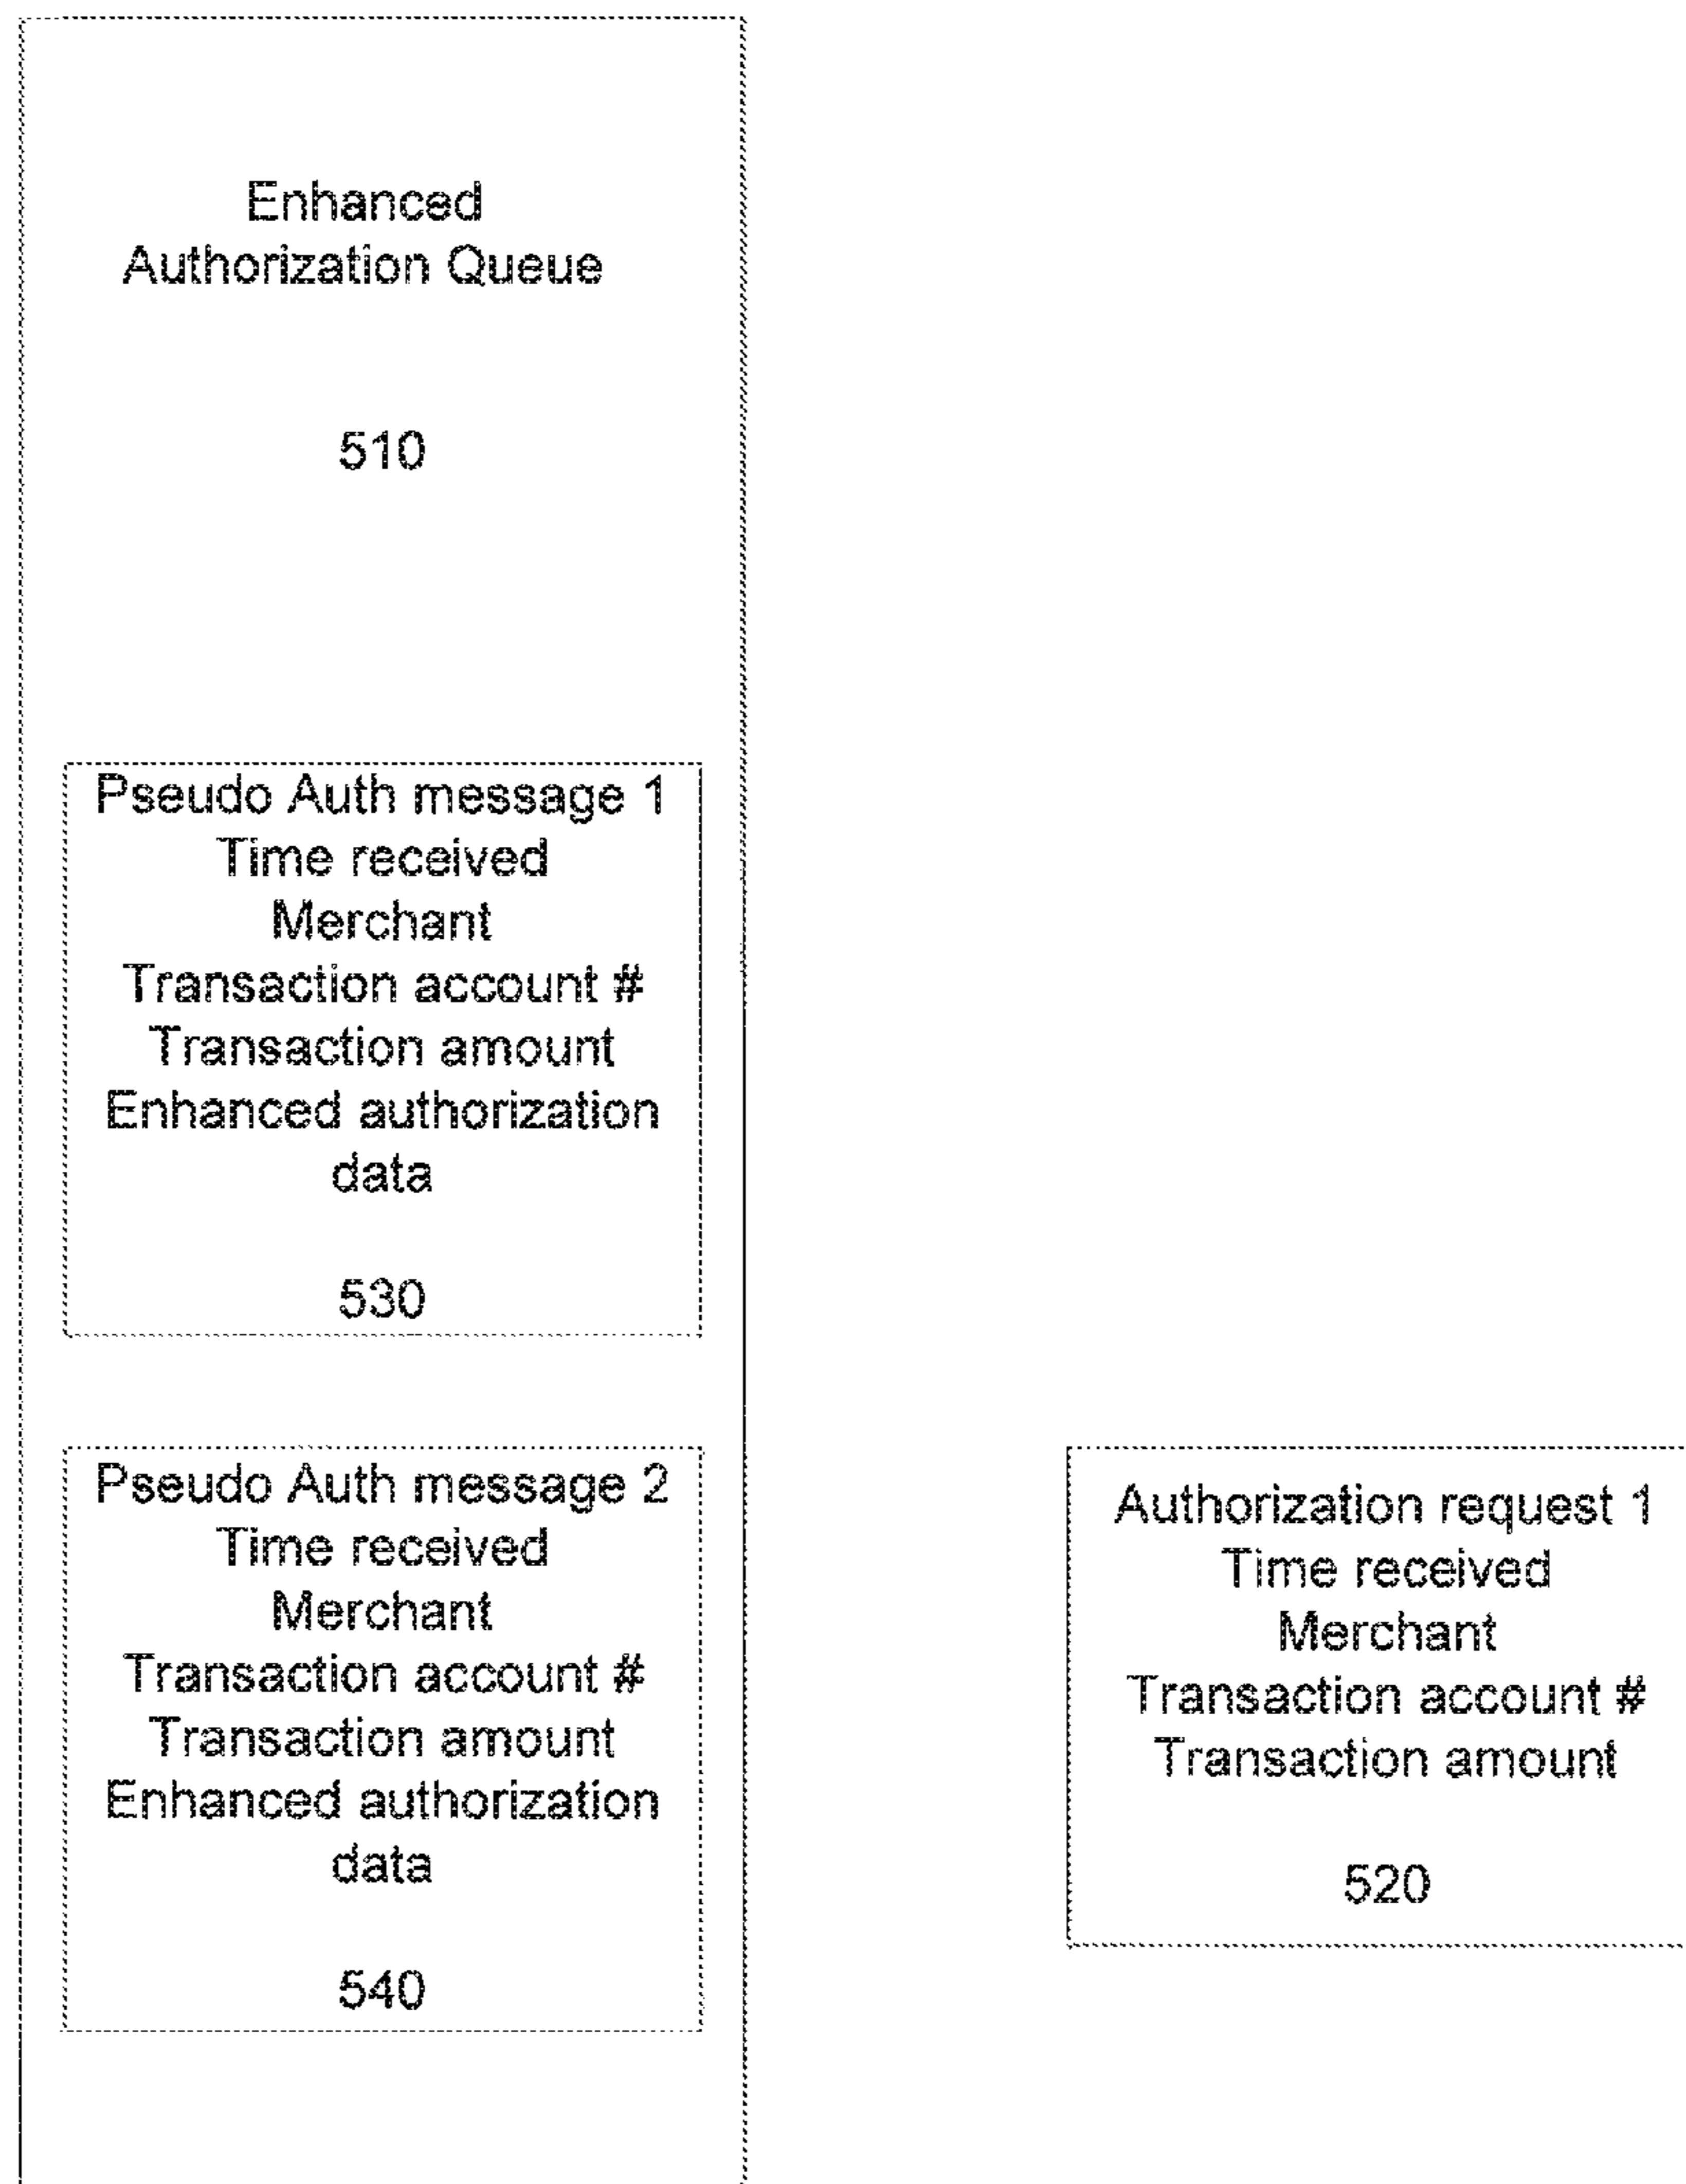 Enhanced
Authorization Queue
510
Pseudo Auth message 1
Time received
Merchant
Transaction account #
Transaction amount
Enhanced authorization
data
530
Pseudo Auth message 2
Time received
Merchant
Transaction account #
Transaction amount
Enhanced authorization
data
540
Authorization request 1
Time received
Merchant
Transaction account #
Transaction amount
520